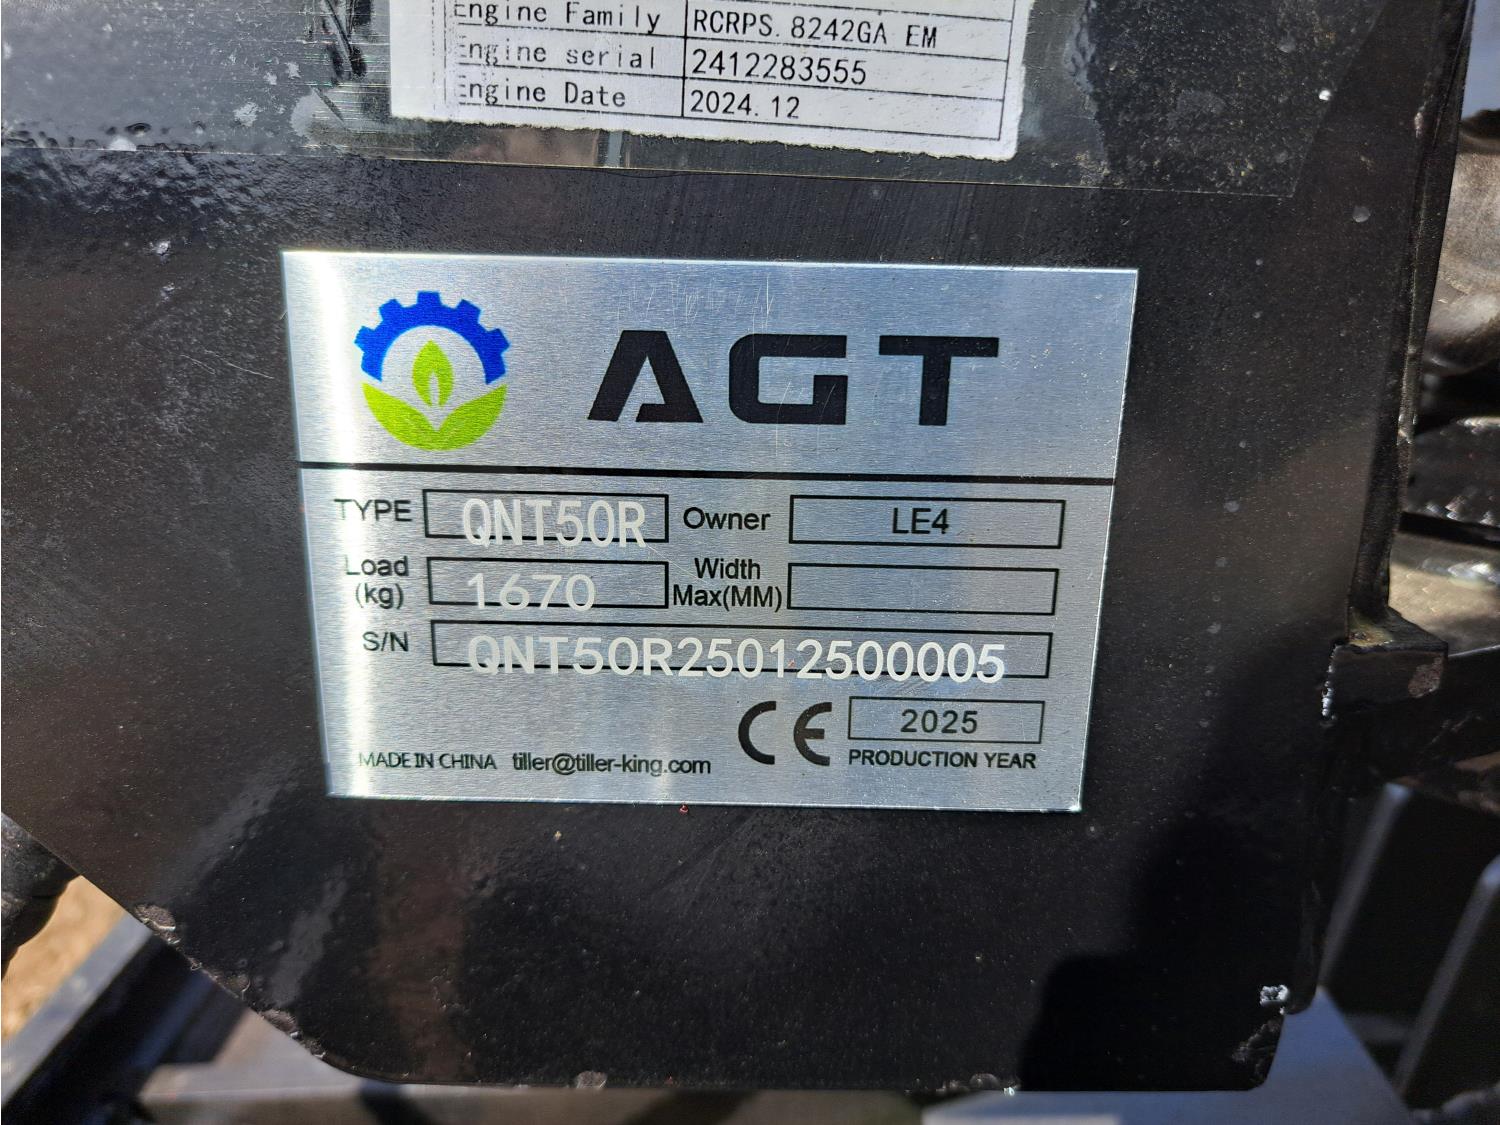 Engine Family RCRPS. 8242GA EM
Engine serial 2412283555
Engine Date 2024.12
AGT
TYPE QNT50R Owner LE4
Load (kg) 1670 Width Max(MM)
S/N QNT50R25012500005
CE 2025
MADE IN CHINA tiller@tiller-king.com PRODUCTION YEAR